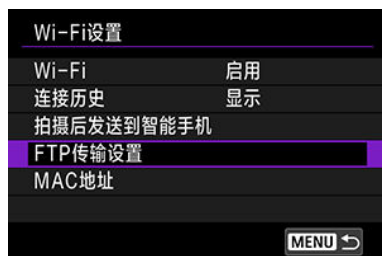 Wi-Fi设置
Wi-Fi 启用
连接历史 显示
拍摄后发送到智能手机
FTP传输设置
MAC地址
MENU